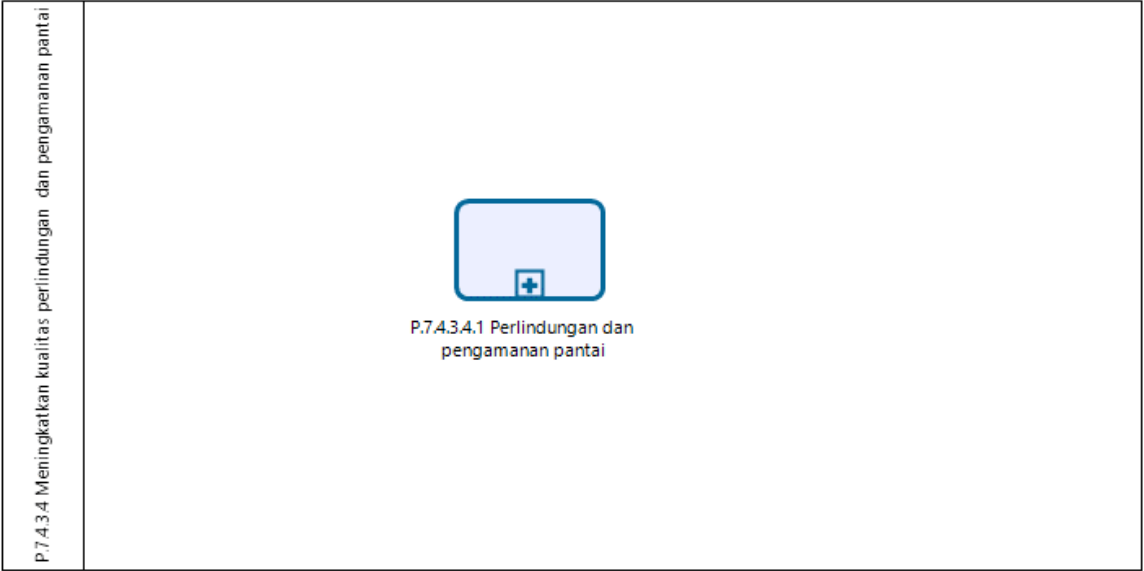 P.7.4.3.4 Meningkatkan kualitas perlindungan dan pengamanan pantai
P.7.4.3.4.1 Perlindungan dan
pengamanan pantai